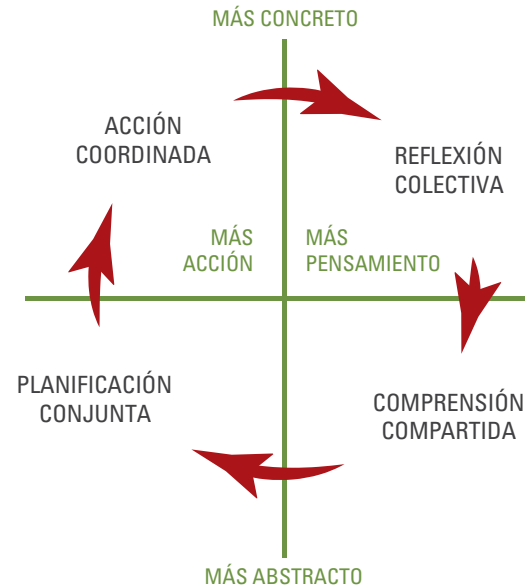 MÁS CONCRETO
ACCIÓN
COORDINADA
REFLEXIÓN
COLECTIVA
MÁS
ACCIÓN
MÁS
PENSAMIENTO
PLANIFICACIÓN
CONJUNTA
COMPRENSIÓN
COMPARTIDA
MÁS ABSTRACTO